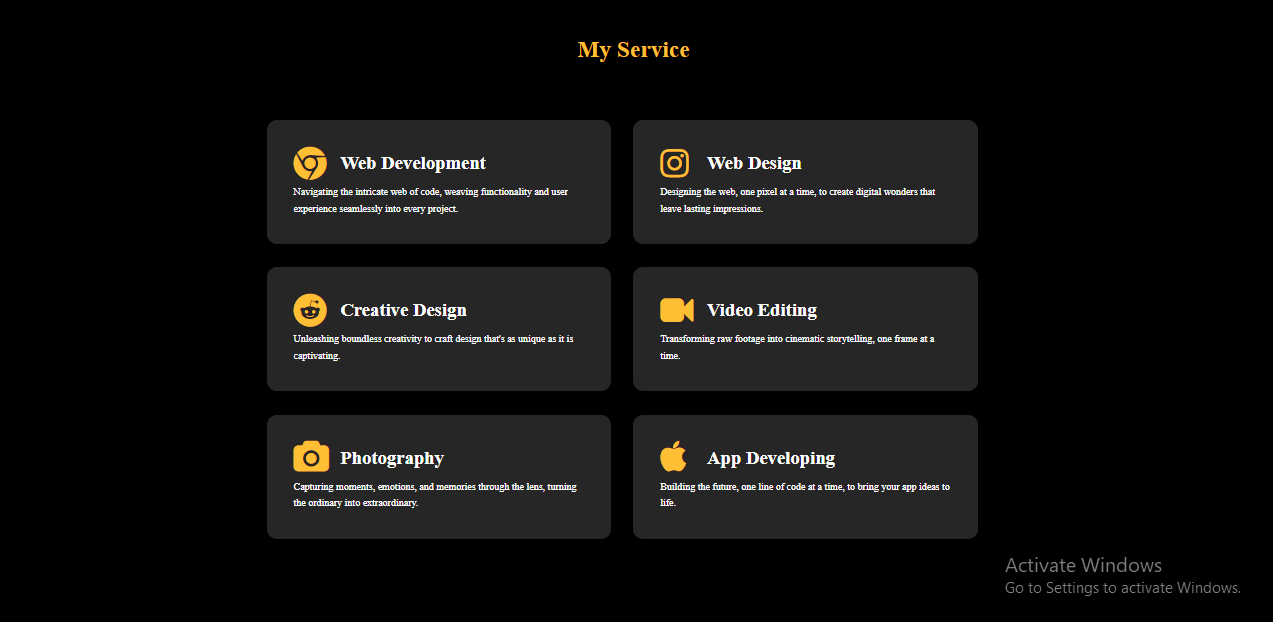 My Service
Web Development
Navigating the intricate web of code, weaving functionality and user
experience seamlessly into every project.
Web Design
Designing the web, one pixel at a time, to create digital wonders that
leave lasting impressions.
Creative Design
Unleashing boundless creativity to craft design that's as unique as it is
captivating.
Video Editing
Transforming raw footage into cinematic storytelling, one frame at a
time.
Photography
Capturing moments, emotions, and memories through the lens, turning
the ordinary into extraordinary.
App Developing
Building the future, one line of code at a time, to bring your app ideas to
life.
Activate Windows
Go to Settings to activate Windows.